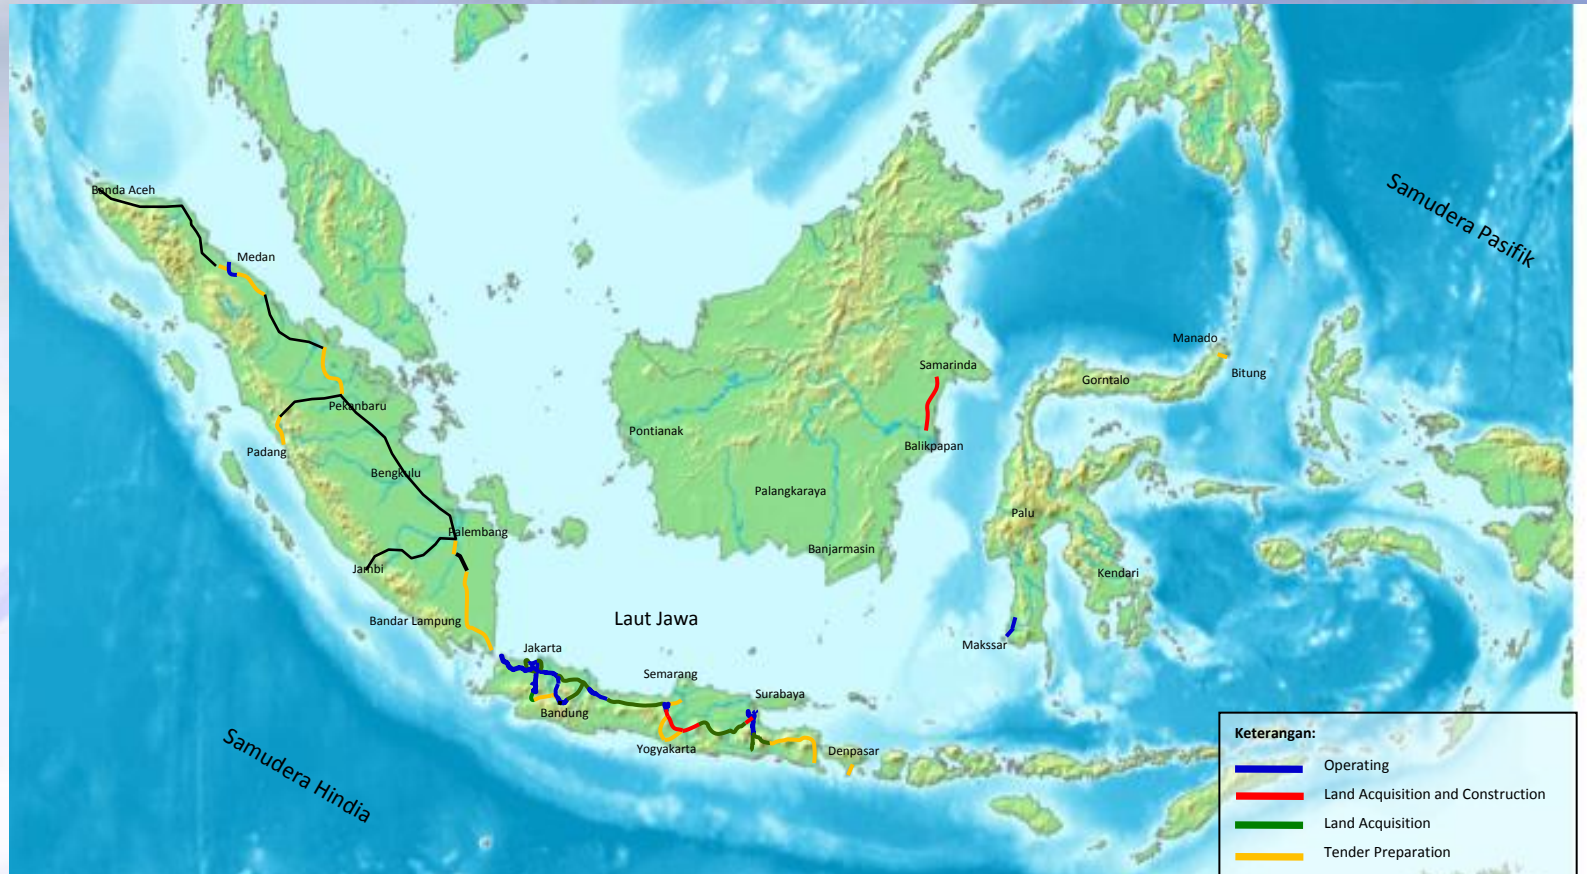 Banda Aceh
Medan
Samudera Pasifik
Manado
Bitung
Samarinda
Gorntalo
Pekanbaru
Pontianak
Balikpapan
Padang
Bengkulu
Palangkaraya
Palu
Palembang
Banjarmasin
Jambi
Kendari
Bandar Lampung
Laut Jawa
Makssar
Jakarta
Semarang
Surabaya
Bandung
Yogyakarta
Denpasar
Samudera Hindia
Keterangan:
Operating
Land Acquisition and Construction
Land Acquisition
Tender Preparation